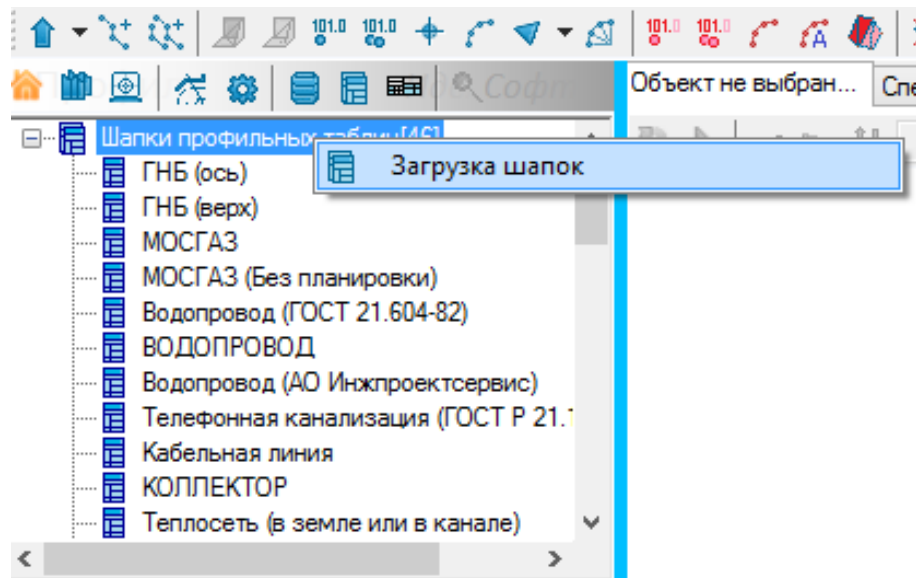 101.0 101.0 101.0 101.0
Софт
Объект не выбран... Спе
Шапки профильных таблиц[46]
Загрузка шапок
ГНБ (ось)
ГНБ (верх)
МОСГАЗ
МОСГАЗ (Без планировки)
Водопровод (ГОСТ 21.604-82)
ВОДОПРОВОД
Водопровод (АО Инжпроектсервис)
Телефонная канализация (ГОСТ Р 21.1
Кабельная линия
КОЛЛЕКТОР
Теплосеть (в земле или в канале)